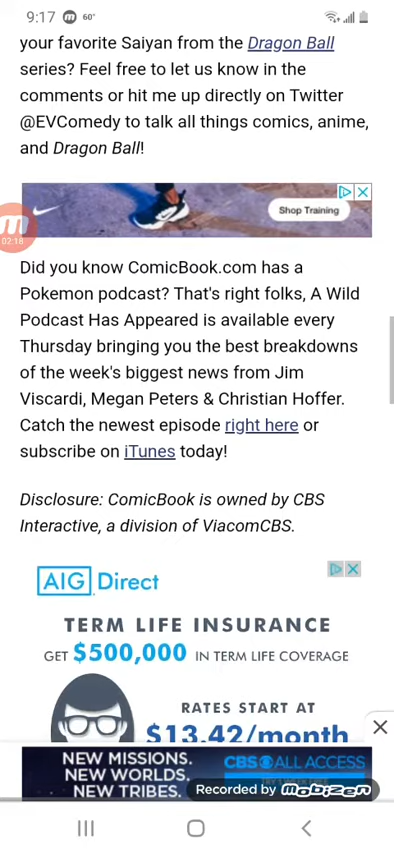 9:17 60°
your favorite Saiyan from the Dragon Ball
series? Feel free to let us know in the
comments or hit me up directly on Twitter
@EVComedy to talk all things comics, anime,
and Dragon Ball!
Shop Training
02:18
Did you know ComicBook.com has a
Pokemon podcast? That's right folks, A Wild
Podcast Has Appeared is available every
Thursday bringing you the best breakdowns
of the week's biggest news from Jim
Viscardi, Megan Peters & Christian Hoffer.
Catch the newest episode right here or
subscribe on iTunes today!
Disclosure: ComicBook is owned by CBS
Interactive, a division of ViacomCBS.
AIG Direct
TERM LIFE INSURANCE
GET $500,000 IN TERM LIFE COVERAGE
RATES START AT
$13.42/month
NEW MISSIONS.
NEW WORLDS.
NEW TRIBES.
CBS ALL ACCESS
Recorded by mobizen